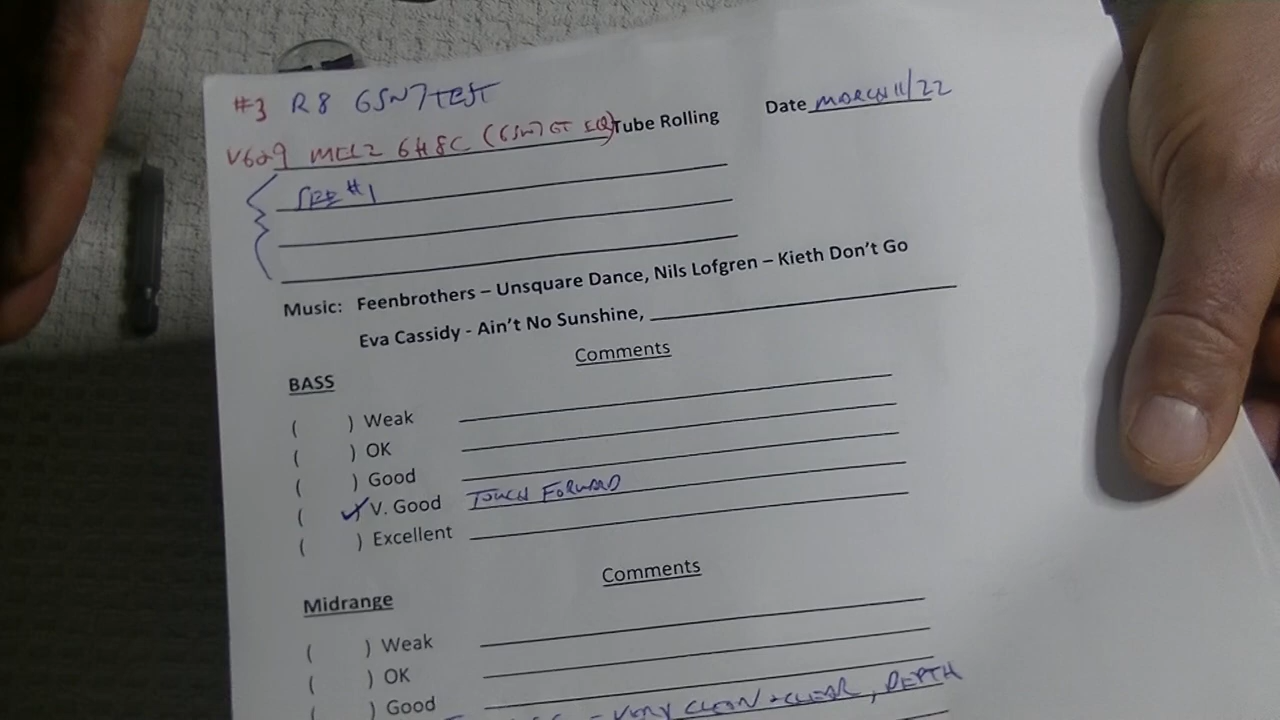 #3 R8 6SN7 TEST
Date MARCH 11/22
V629 MELZ 6H8C (6SN7GT EQ) Tube Rolling
SEE #1
Music: Feenbrothers – Unsquare Dance, Nils Lofgren – Kieth Don't Go
Eva Cassidy - Ain't No Sunshine,
Comments
BASS
( ) Weak
( ) OK
( ) Good
( ✓) V. Good TOUCH FORWARD
( ) Excellent
Comments
Midrange
( ) Weak
( ) OK
( ) Good
- VERY CLEAN + CLEAR, DEPTH